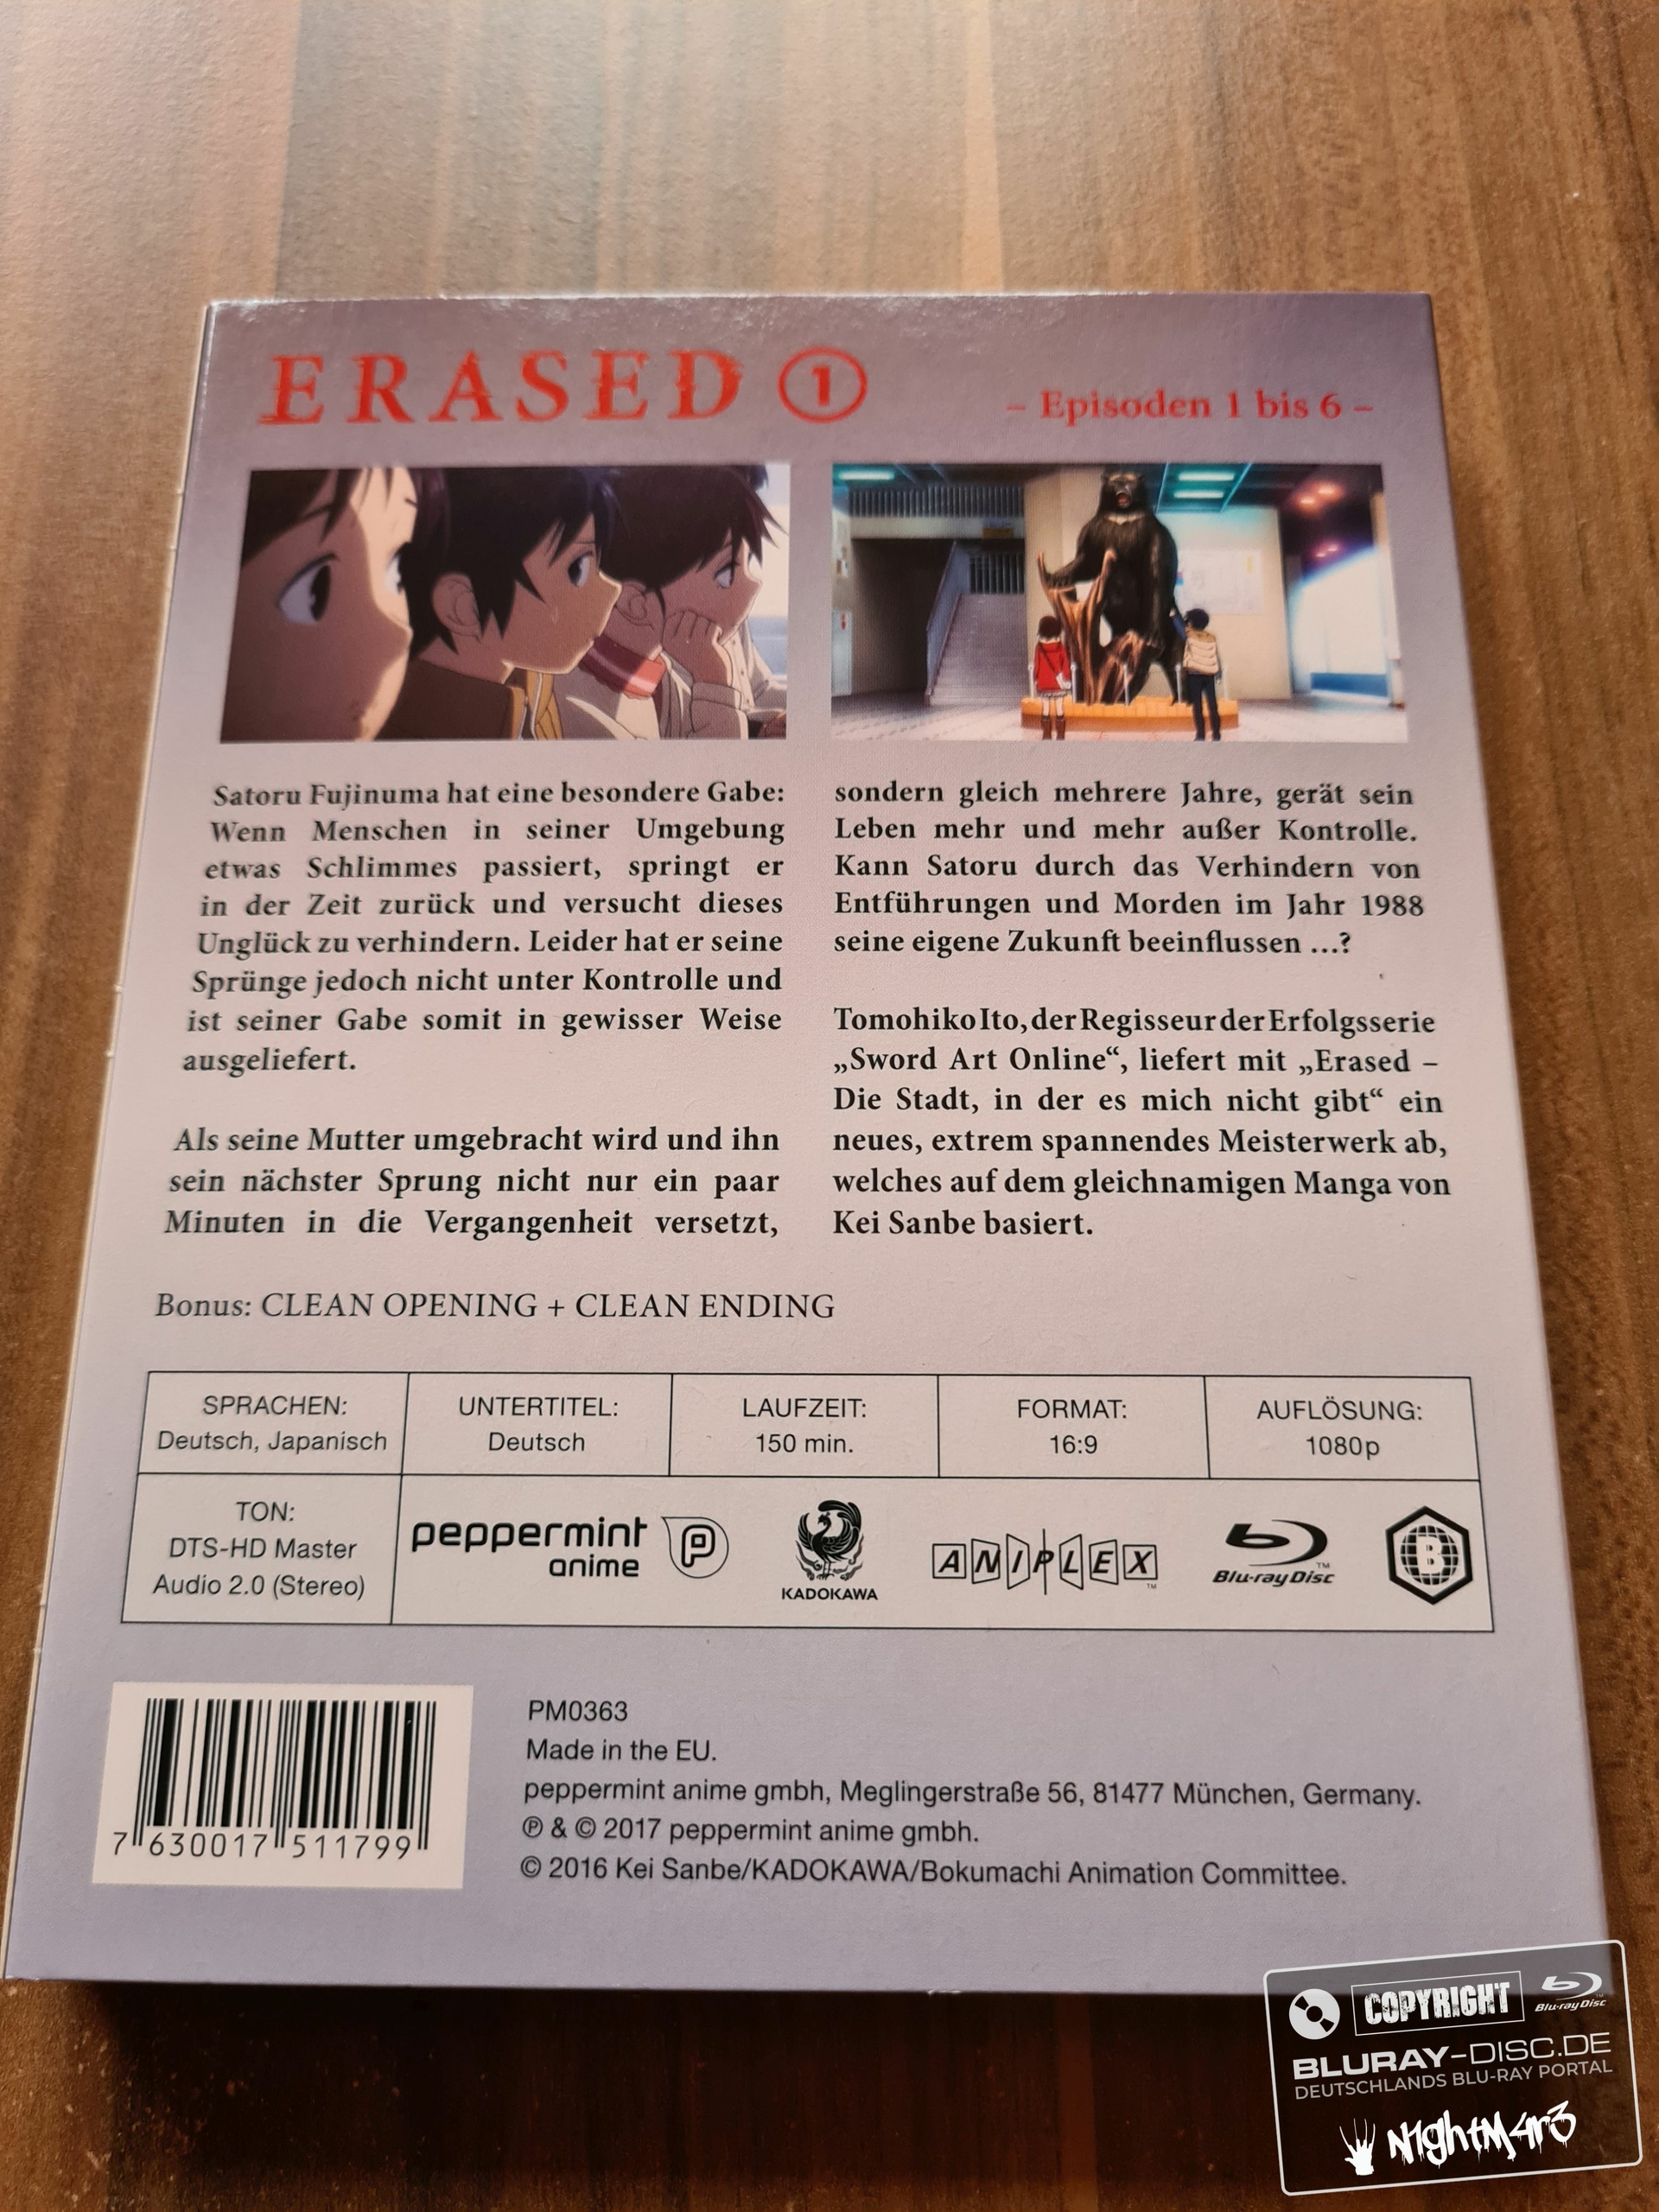 ERASED 1
– Episoden 1 bis 6 –
Satoru Fujinuma hat eine besondere Gabe:
Wenn Menschen in seiner Umgebung
etwas Schlimmes passiert, springt er
in der Zeit zurück und versucht dieses
Unglück zu verhindern. Leider hat er seine
Sprünge jedoch nicht unter Kontrolle und
ist seiner Gabe somit in gewisser Weise
ausgeliefert.
Als seine Mutter umgebracht wird und ihn
sein nächster Sprung nicht nur ein paar
Minuten in die Vergangenheit versetzt,
sondern gleich mehrere Jahre, gerät sein
Leben mehr und mehr außer Kontrolle.
Kann Satoru durch das Verhindern von
Entführungen und Morden im Jahr 1988
seine eigene Zukunft beeinflussen ...?
Tomohiko Ito, der Regisseur der Erfolgsserie
„Sword Art Online“, liefert mit „Erased –
Die Stadt, in der es mich nicht gibt“ ein
neues, extrem spannendes Meisterwerk ab,
welches auf dem gleichnamigen Manga von
Kei Sanbe basiert.
Bonus: CLEAN OPENING + CLEAN ENDING
SPRACHEN:
Deutsch, Japanisch
UNTERTITEL:
Deutsch
LAUFZEIT:
150 min.
FORMAT:
16:9
AUFLÖSUNG:
1080p
TON:
DTS-HD Master
Audio 2.0 (Stereo)
peppermint
anime
P
KADOKAWA
ANIPLEX™
Blu-ray Disc™
B
7 630017 511799
PM0363
Made in the EU.
peppermint anime gmbh, Meglingerstraße 56, 81477 München, Germany.
℗ & © 2017 peppermint anime gmbh.
© 2016 Kei Sanbe/KADOKAWA/Bokumachi Animation Committee.
COPYRIGHT
Blu-ray Disc™
BLURAY-DISC.DE
DEUTSCHLANDS BLU-RAY PORTAL
N1ghtM4r3